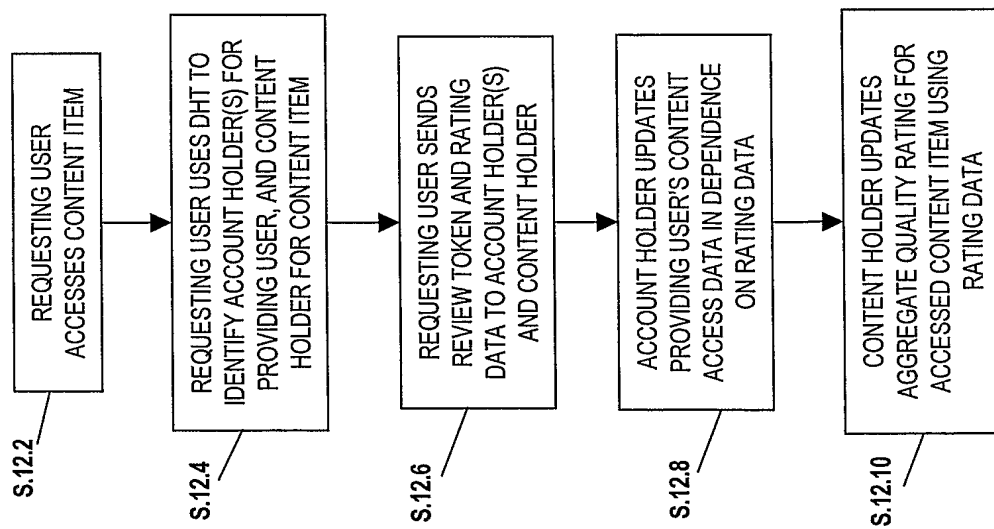 S.12.2
REQUESTING USER
ACCESSES CONTENT ITEM
S.12.4
REQUESTING USER USES DHT TO
IDENTIFY ACCOUNT HOLDER(S) FOR
PROVIDING USER, AND CONTENT
HOLDER FOR CONTENT ITEM
S.12.6
REQUESTING USER SENDS
REVIEW TOKEN AND RATING
DATA TO ACCOUNT HOLDER(S)
AND CONTENT HOLDER
S.12.8
ACCOUNT HOLDER UPDATES
PROVIDING USER'S CONTENT
ACCESS DATA IN DEPENDENCE
ON RATING DATA
S.12.10
CONTENT HOLDER UPDATES
AGGREGATE QUALITY RATING FOR
ACCESSED CONTENT ITEM USING
RATING DATA